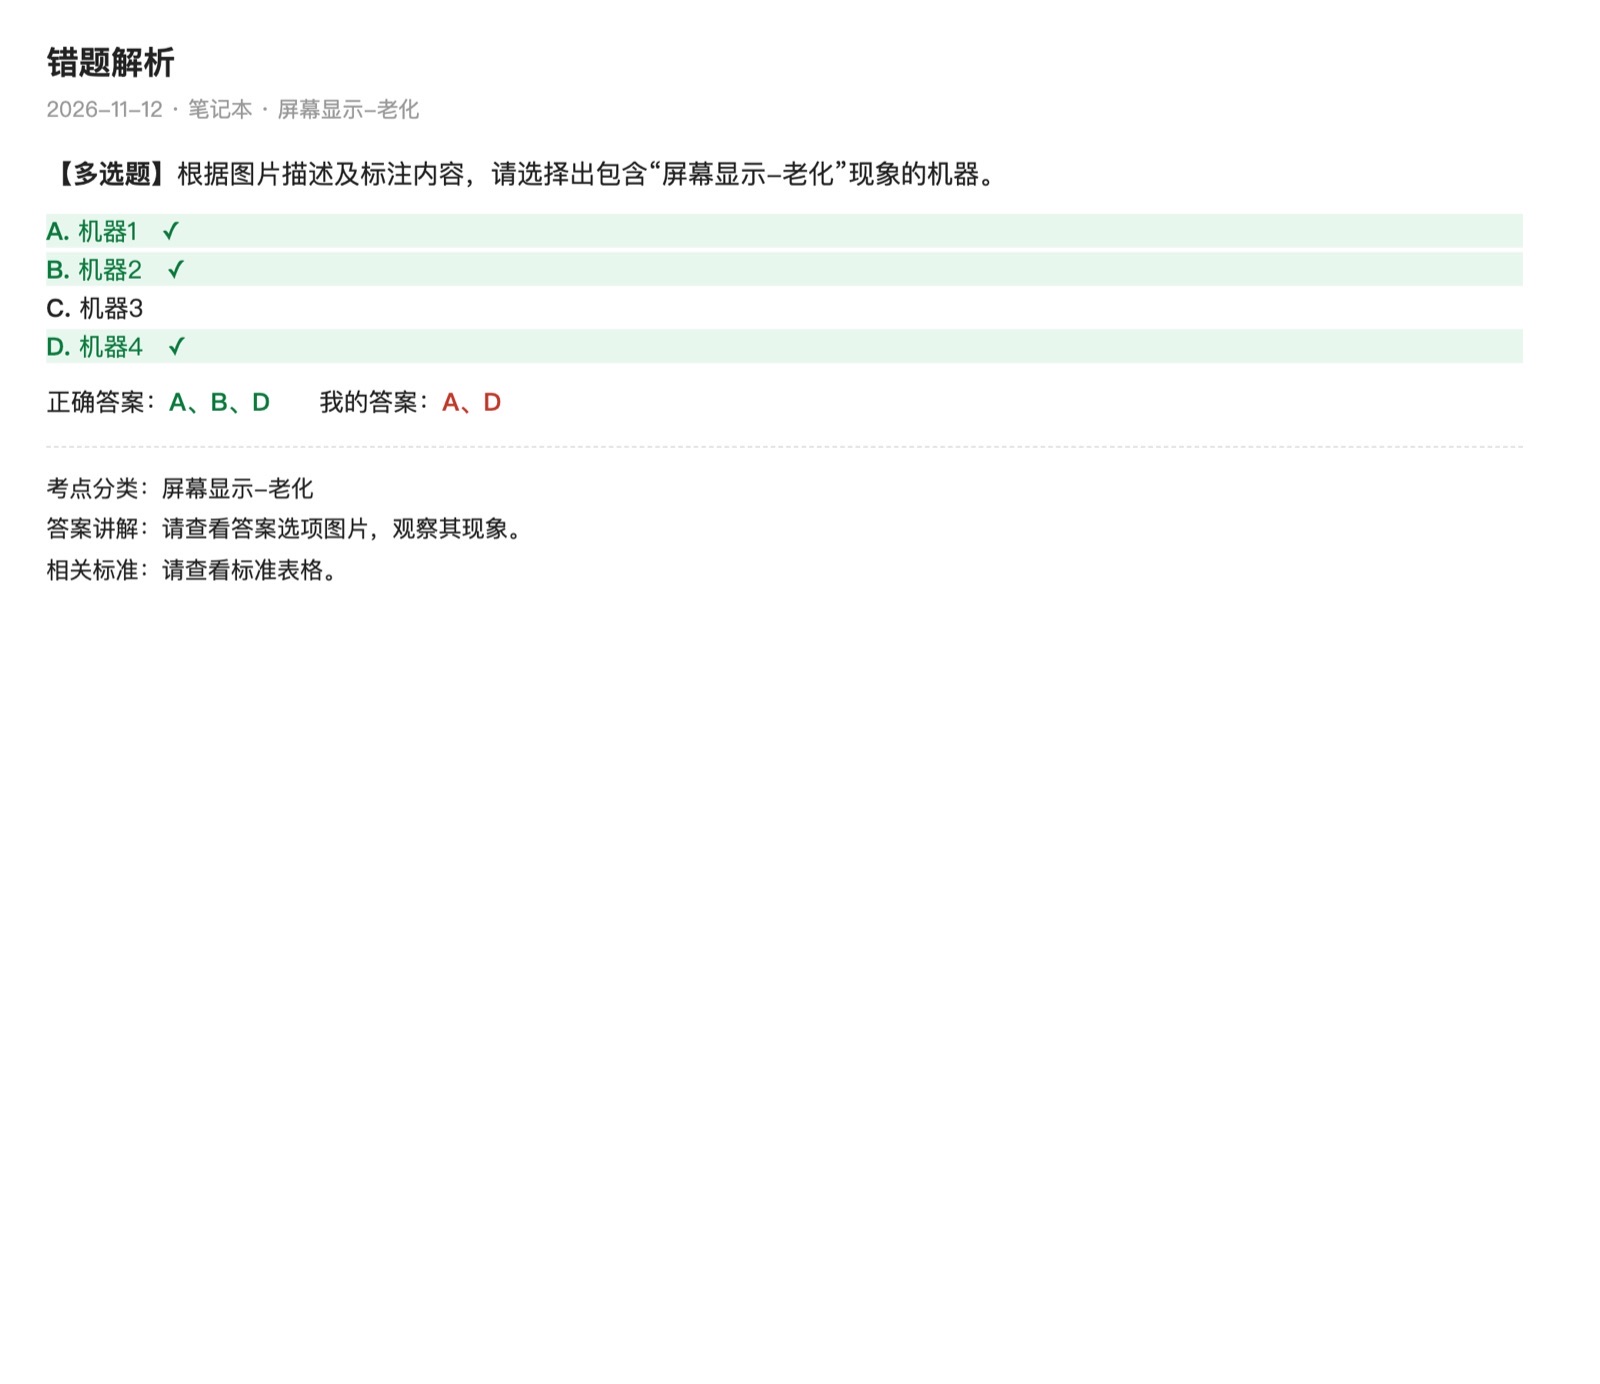 错题解析
2026-11-12 · 笔记本 · 屏幕显示-老化
【多选题】根据图片描述及标注内容，请选择出包含“屏幕显示-老化”现象的机器。
A. 机器1 ✓
B. 机器2 ✓
C. 机器3
D. 机器4 ✓
正确答案：A、B、D 我的答案：A、D
考点分类：屏幕显示-老化
答案讲解：请查看答案选项图片，观察其现象。
相关标准：请查看标准表格。